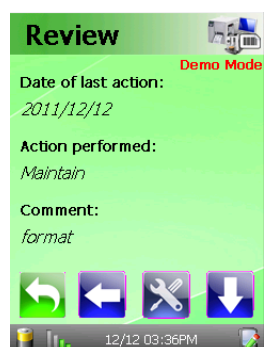 Review
Demo Mode
Date of last action:
2011/12/12
Action performed:
Maintain
Comment:
format
12/12 03:36PM